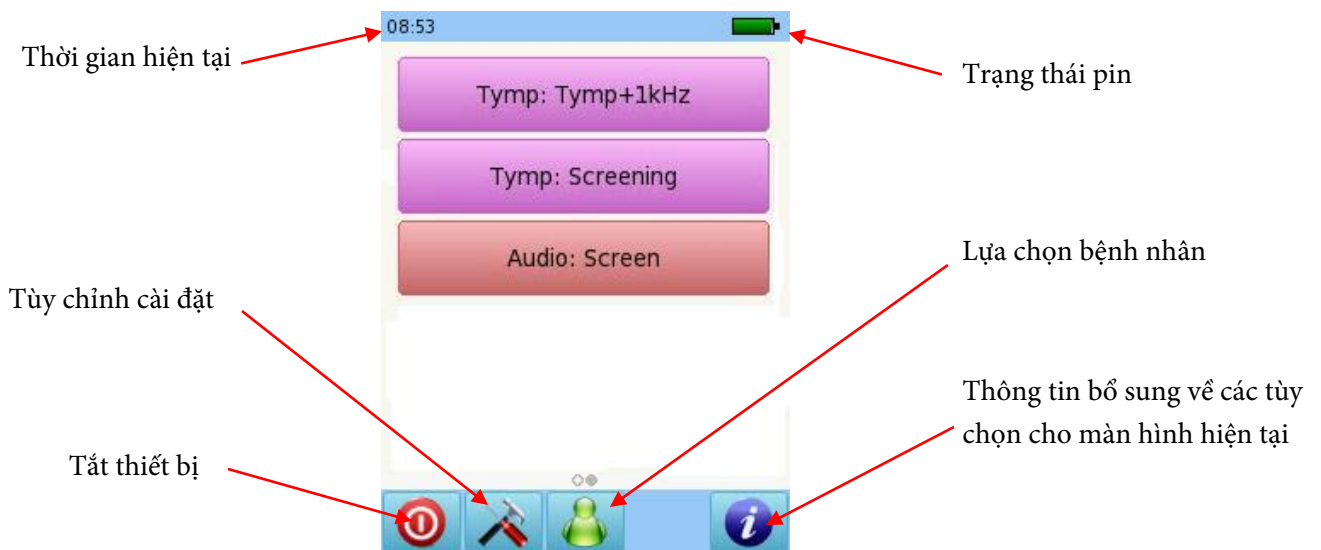 08:53
Thời gian hiện tại
Trạng thái pin
Tymp: Tymp+1kHz
Tymp: Screening
Audio: Screen
Lựa chọn bệnh nhân
Tùy chỉnh cài đặt
Thông tin bổ sung về các tùy
chọn cho màn hình hiện tại
Tắt thiết bị
i